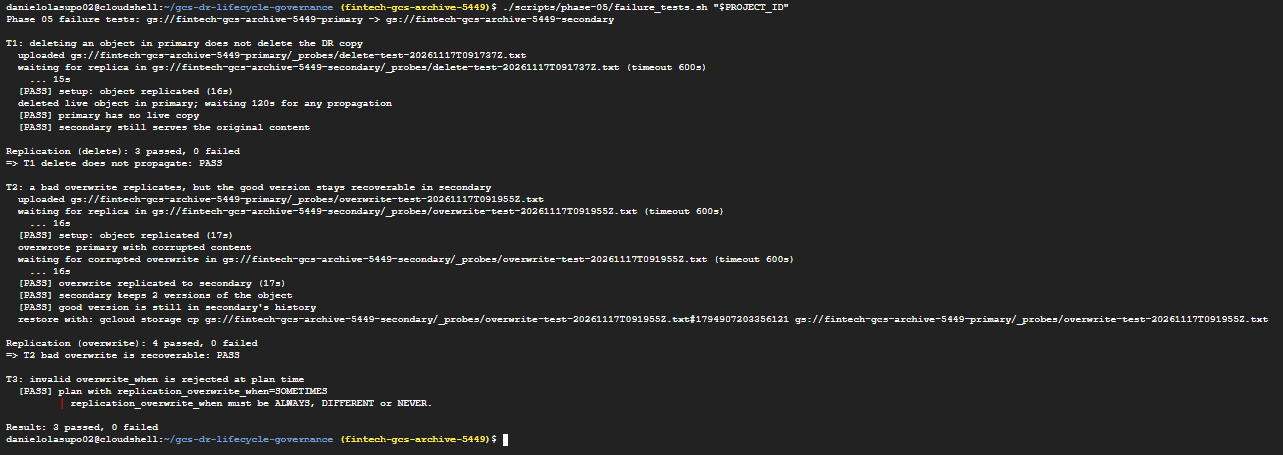 danielolasupo02@cloudshell:~/gcs-dr-lifecycle-governance (fintech-gcs-archive-5449)$ ./scripts/phase-05/failure_tests.sh "$PROJECT_ID"
Phase 05 failure tests: gs://fintech-gcs-archive-5449-primary -> gs://fintech-gcs-archive-5449-secondary
T1: deleting an object in primary does not delete the DR copy
uploaded gs://fintech-gcs-archive-5449-primary/_probes/delete-test-20261117T091737Z.txt
waiting for replica in gs://fintech-gcs-archive-5449-secondary/_probes/delete-test-20261117T091737Z.txt (timeout 600s)
... 15s
[PASS] setup: object replicated (16s)
deleted live object in primary; waiting 120s for any propagation
[PASS] primary has no live copy
[PASS] secondary still serves the original content
Replication (delete): 3 passed, 0 failed
=> T1 delete does not propagate: PASS
T2: a bad overwrite replicates, but the good version stays recoverable in secondary
uploaded gs://fintech-gcs-archive-5449-primary/_probes/overwrite-test-20261117T091955Z.txt
waiting for replica in gs://fintech-gcs-archive-5449-secondary/_probes/overwrite-test-20261117T091955Z.txt (timeout 600s)
... 16s
[PASS] setup: object replicated (17s)
overwrote primary with corrupted content
waiting for corrupted overwrite in gs://fintech-gcs-archive-5449-secondary/_probes/overwrite-test-20261117T091955Z.txt (timeout 600s)
... 16s
[PASS] overwrite replicated to secondary (17s)
[PASS] secondary keeps 2 versions of the object
[PASS] good version is still in secondary's history
restore with: gcloud storage cp gs://fintech-gcs-archive-5449-secondary/_probes/overwrite-test-20261117T091955Z.txt#1794907203356121 gs://fintech-gcs-archive-5449-primary/_probes/overwrite-test-20261117T091955Z.txt
Replication (overwrite): 4 passed, 0 failed
=> T2 bad overwrite is recoverable: PASS
T3: invalid overwrite_when is rejected at plan time
[PASS] plan with replication_overwrite_when=SOMETIMES
│ replication_overwrite_when must be ALWAYS, DIFFERENT or NEVER.
Result: 3 passed, 0 failed
danielolasupo02@cloudshell:~/gcs-dr-lifecycle-governance (fintech-gcs-archive-5449)$